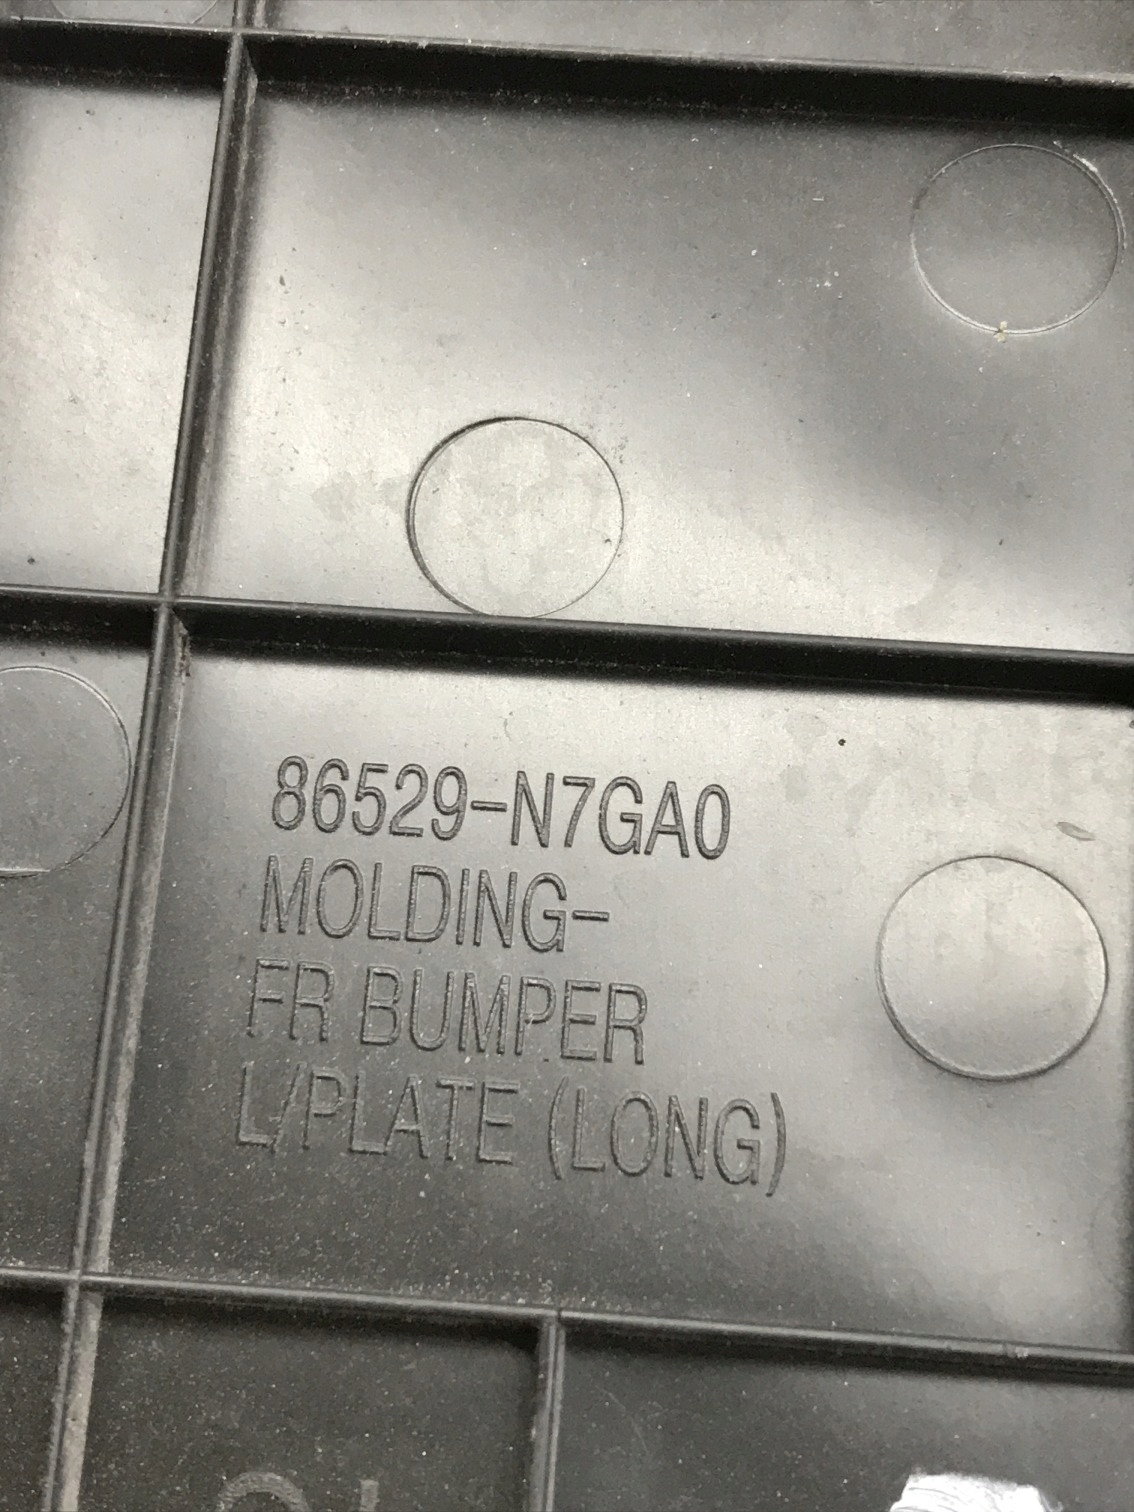 86529-N7GA0
MOLDING-
FR BUMPER
L/PLATE (LONG)